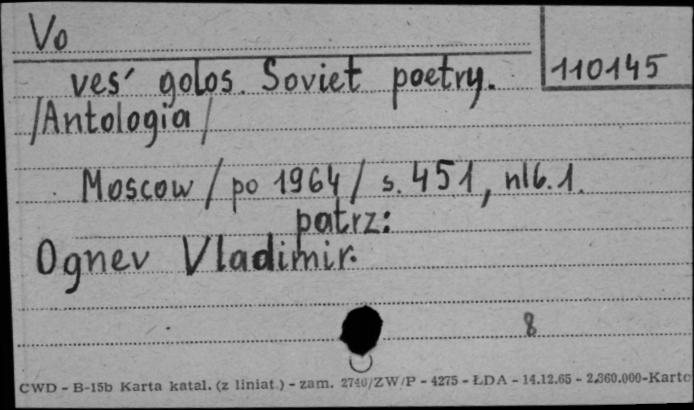 Vo
110145
ves' golos. Soviet poetry.
/Antologia/
Moscow /po 1964/ s. 451, nlb. 1.
patrz:
Ognev Vladimir.
8
CWD - B-15b Karta katal. (z liniat.) - zam. 2740/ZW/P - 4275 - ŁDA - 14.12.65 - 2.360.000-Karto